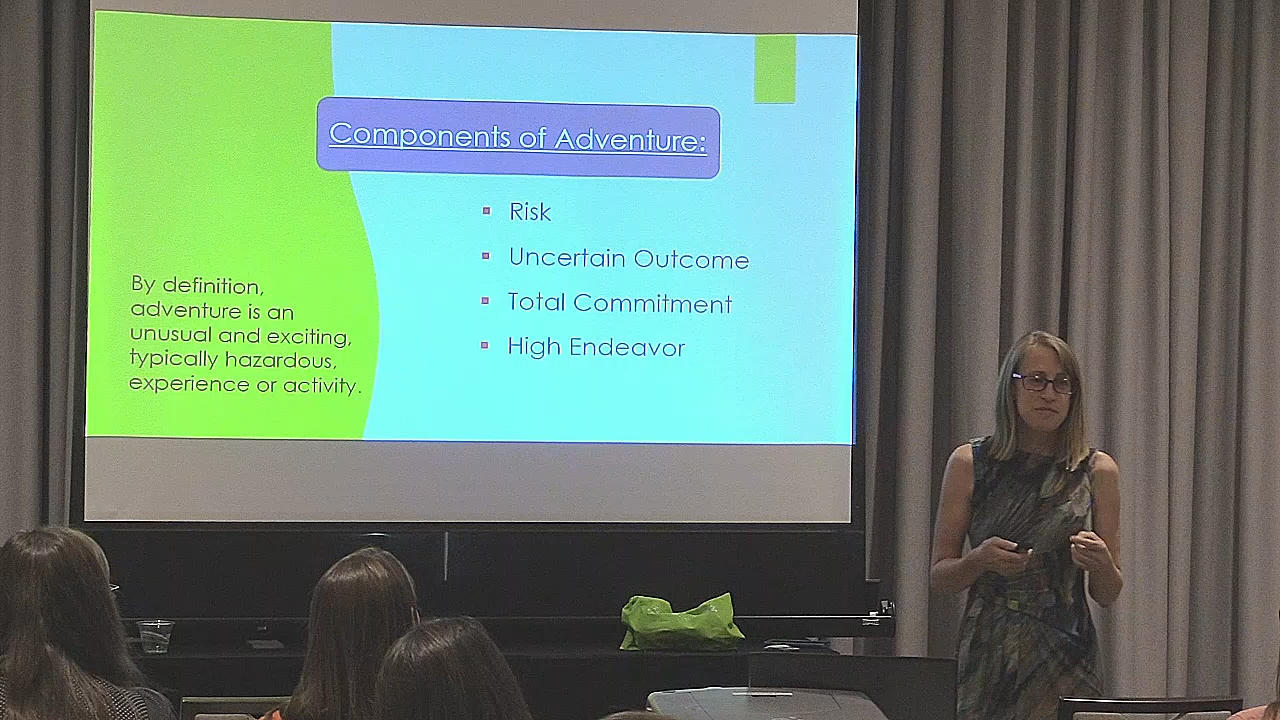 Components of Adventure:
Risk
Uncertain Outcome
Total Commitment
High Endeavor
By definition,
adventure is an
unusual and exciting,
typically hazardous,
experience or activity.